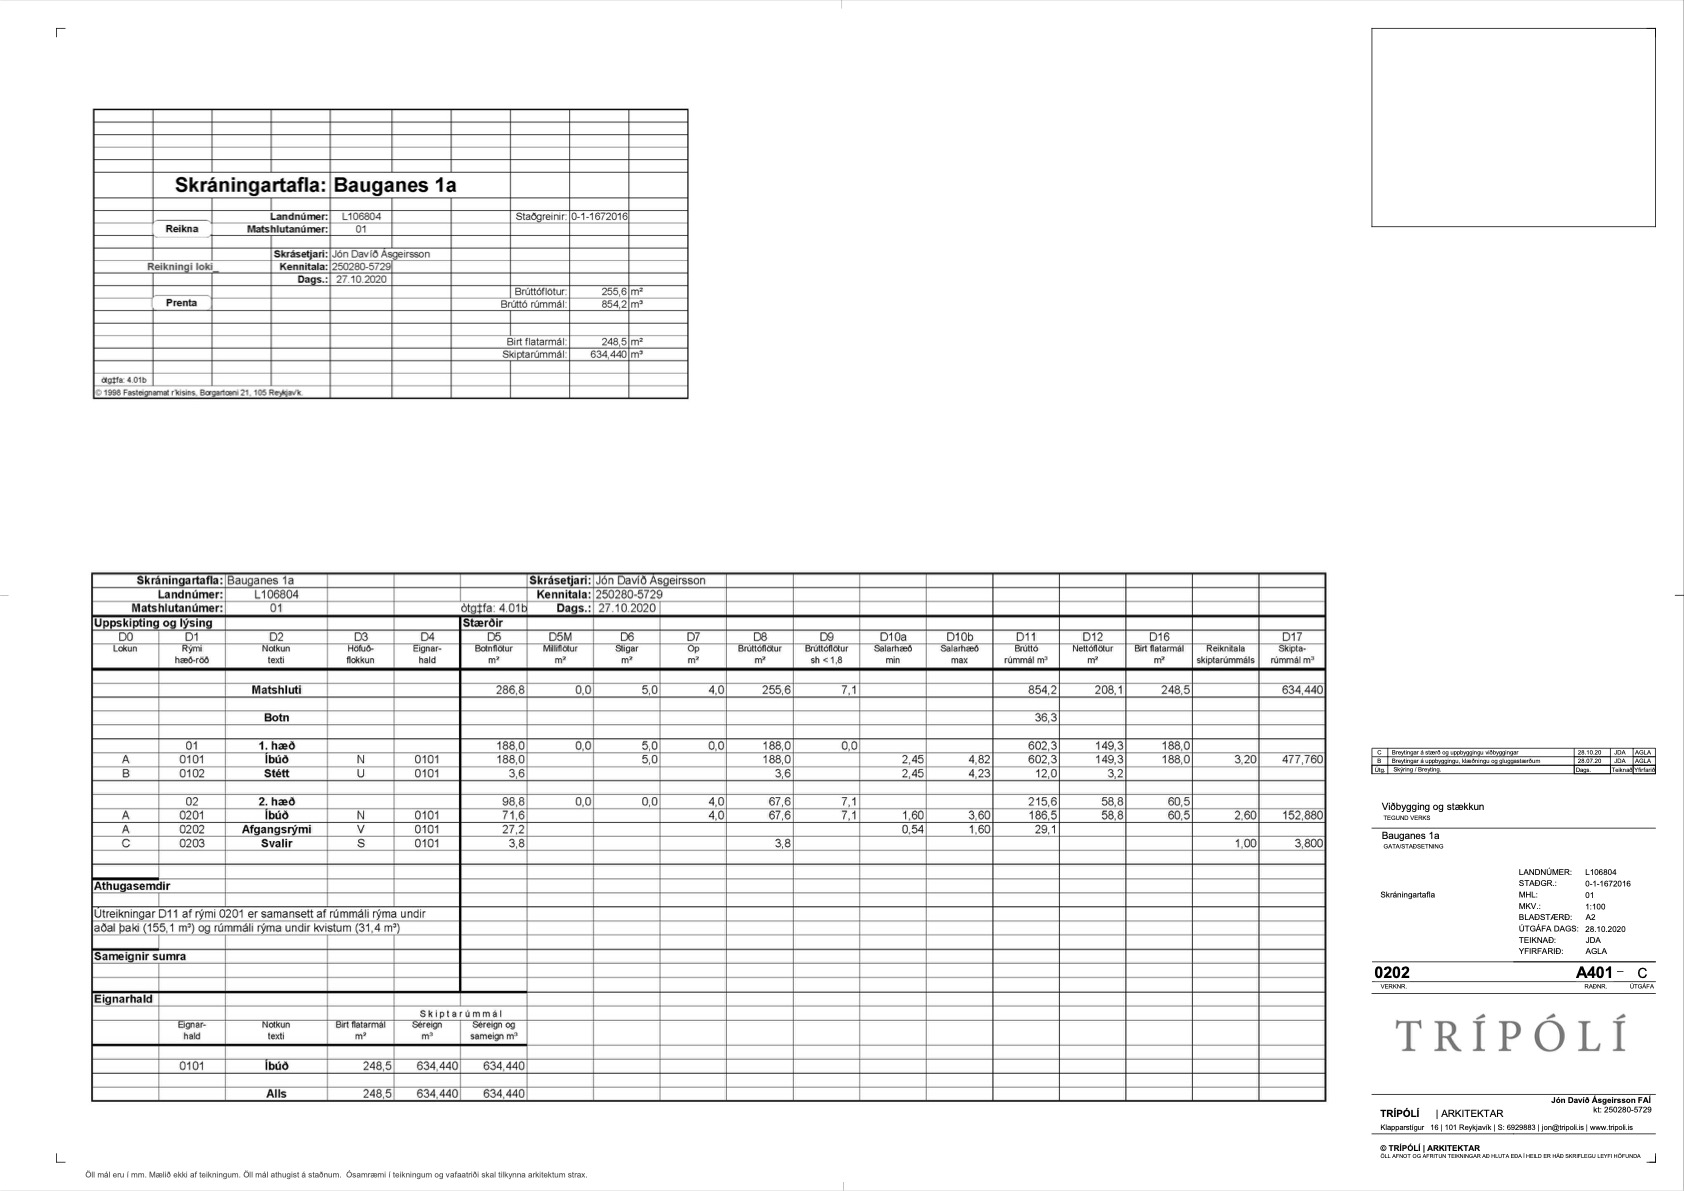 Skráningartafla: Bauganes 1a
Landnúmer: L106804 Staðgreinir: 0-1-1672016
Reikna Matshlutanúmer: 01
Skrásetjari: Jón Davíð Ásgeirsson
Reikningi loki_ Kennitala: 250280-5729
Dags.: 27.10.2020
Brúttóflötur: 255,6 m²
Prenta Brúttó rúmmál: 854,2 m³
Birt flatarmál: 248,5 m²
Skiptarúmmál: 634,440 m³
òtg‡fa: 4.01b
© 1998 Fasteignamat r'kisins, Borgartœni 21, 105 Reykjav'k.
Skráningartafla: Bauganes 1a Skrásetjari: Jón Davíð Ásgeirsson
Landnúmer: L106804 Kennitala: 250280-5729
Matshlutanúmer: 01 òtg‡fa: 4.01b Dags.: 27.10.2020
Uppskipting og lýsing Stærðir
D0 D1 D2 D3 D4 D5 D5M D6 D7 D8 D9 D10a D10b D11 D12 D16 D17
Lokun Rými Notkun Höfuð- Eignar- Botnflötur Milliflötur Stigar Op Brúttóflötur Brúttóflötur Salarhæð Salarhæð Brúttó Nettóflötur Birt flatarmál Reiknitala Skipta-
hæð-röð texti flokkun hald m² m² m² m² m² sh < 1,8 min max rúmmál m³ m² m² skiptarúmmáls rúmmál m³
Matshluti 286,8 0,0 5,0 4,0 255,6 7,1 854,2 208,1 248,5 634,440
Botn 36,3
01 1. hæð 188,0 0,0 5,0 0,0 188,0 0,0 602,3 149,3 188,0
A 0101 Íbúð N 0101 188,0 5,0 188,0 2,45 4,82 602,3 149,3 188,0 3,20 477,760
B 0102 Stétt U 0101 3,6 3,6 2,45 4,23 12,0 3,2
02 2. hæð 98,8 0,0 0,0 4,0 67,6 7,1 215,6 58,8 60,5
A 0201 Íbúð N 0101 71,6 4,0 67,6 7,1 1,60 3,60 186,5 58,8 60,5 2,60 152,880
A 0202 Afgangsrými V 0101 27,2 0,54 1,60 29,1
C 0203 Svalir S 0101 3,8 3,8 1,00 3,800
Athugasemdir
Útreikningar D11 af rými 0201 er samansett af rúmmáli rýma undir
aðal þaki (155,1 m³) og rúmmáli rýma undir kvistum (31,4 m³)
Sameignir sumra
Eignarhald
Skiptarúmmál
Eignar- Notkun Birt flatarmál Séreign Séreign og
hald texti m² m³ sameign m³
0101 Íbúð 248,5 634,440 634,440
Alls 248,5 634,440 634,440
Öll mál eru í mm. Mælið ekki af teikningum. Öll mál athugist á staðnum. Ósamræmi í teikningum og vafaatriði skal tilkynna arkitektum strax.
C Breytingar á stærð og uppbyggingu viðbyggingar 28.10.20 JDA AGLA
B Breytingar á uppbyggingu, klæðningu og gluggastærðum 28.07.20 JDA AGLA
Útg. Skýring / Breyting. Dags. Teiknað Yfirfarið
Viðbygging og stækkun
TEGUND VERKS
Bauganes 1a
GATA/STAÐSETNING
LANDNÚMER: L106804
STAÐGR.: 0-1-1672016
Skráningartafla MHL: 01
MKV.: 1:100
BLAÐSTÆRÐ: A2
ÚTGÁFA DAGS: 28.10.2020
TEIKNAÐ: JDA
YFIRFARIÐ: AGLA
0202 A401 – C
VERKNR. RAÐNR. ÚTGÁFA
TRÍPÓLÍ
Jón Davíð Ásgeirsson FAÍ
kt: 250280-5729
TRÍPÓLÍ | ARKITEKTAR
Klapparstígur 16 | 101 Reykjavík | S: 6929883 | jon@tripoli.is | www.tripoli.is
© TRÍPÓLÍ | ARKITEKTAR
ÖLL AFNOT OG AFRITUN TEIKNINGAR AÐ HLUTA EÐA Í HEILD ER HÁÐ SKRIFLEGU LEYFI HÖFUNDA